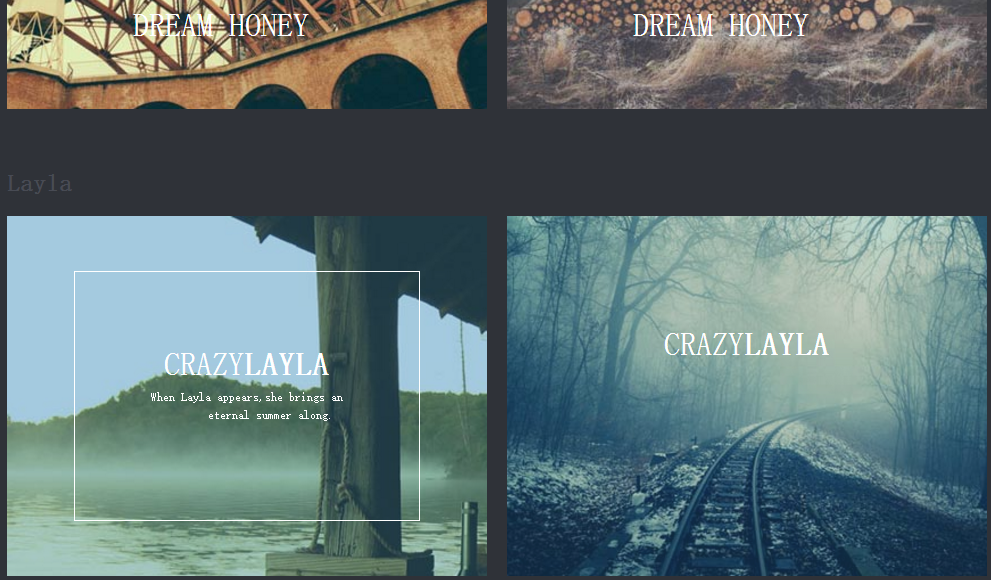 DREAM HONEY
DREAM HONEY
Layla
CRAZYLAYLA
When Layla appears,she brings an
eternal summer along.
CRAZYLAYLA